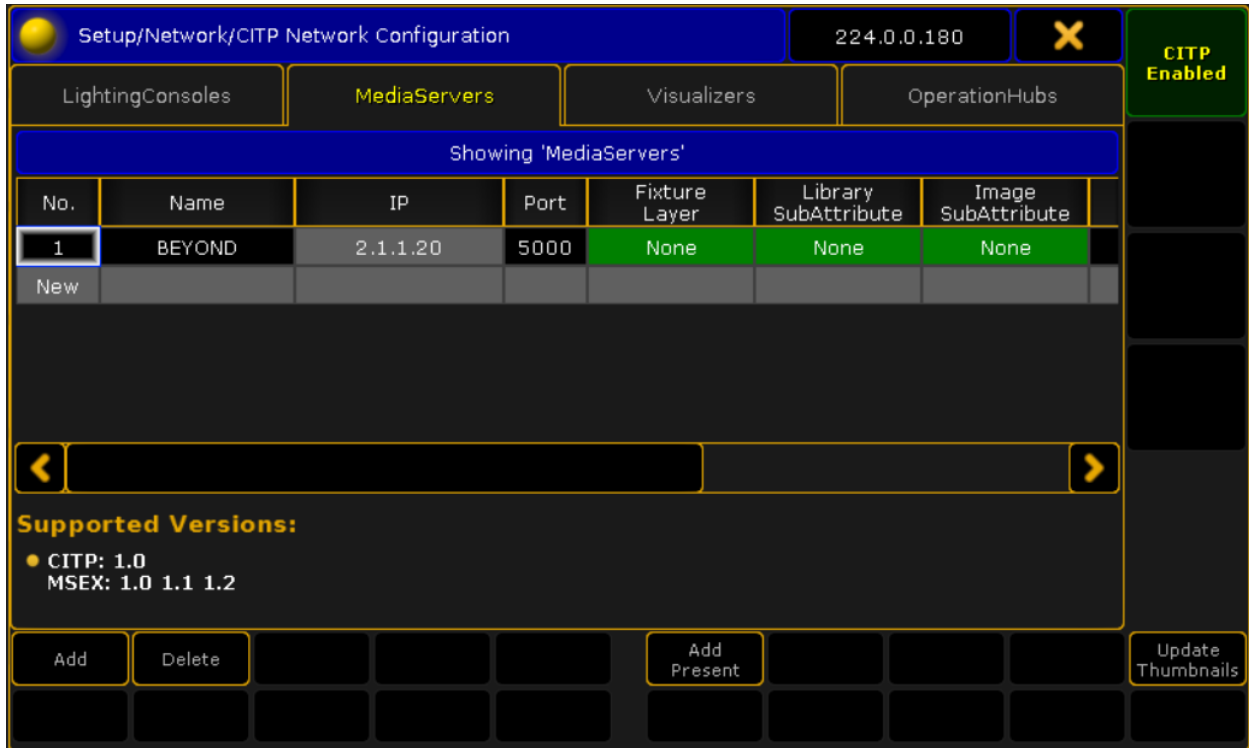 Setup/Network/CITP Network Configuration
224.0.0.180
CITP
Enabled
LightingConsoles
MediaServers
Visualizers
OperationHubs
Showing 'MediaServers'
No.
Name
IP
Port
Fixture
Layer
Library
SubAttribute
Image
SubAttribute
1
BEYOND
2.1.1.20
5000
None
None
None
New
Supported Versions:
CITP: 1.0
MSEX: 1.0 1.1 1.2
Add
Delete
Add
Present
Update
Thumbnails